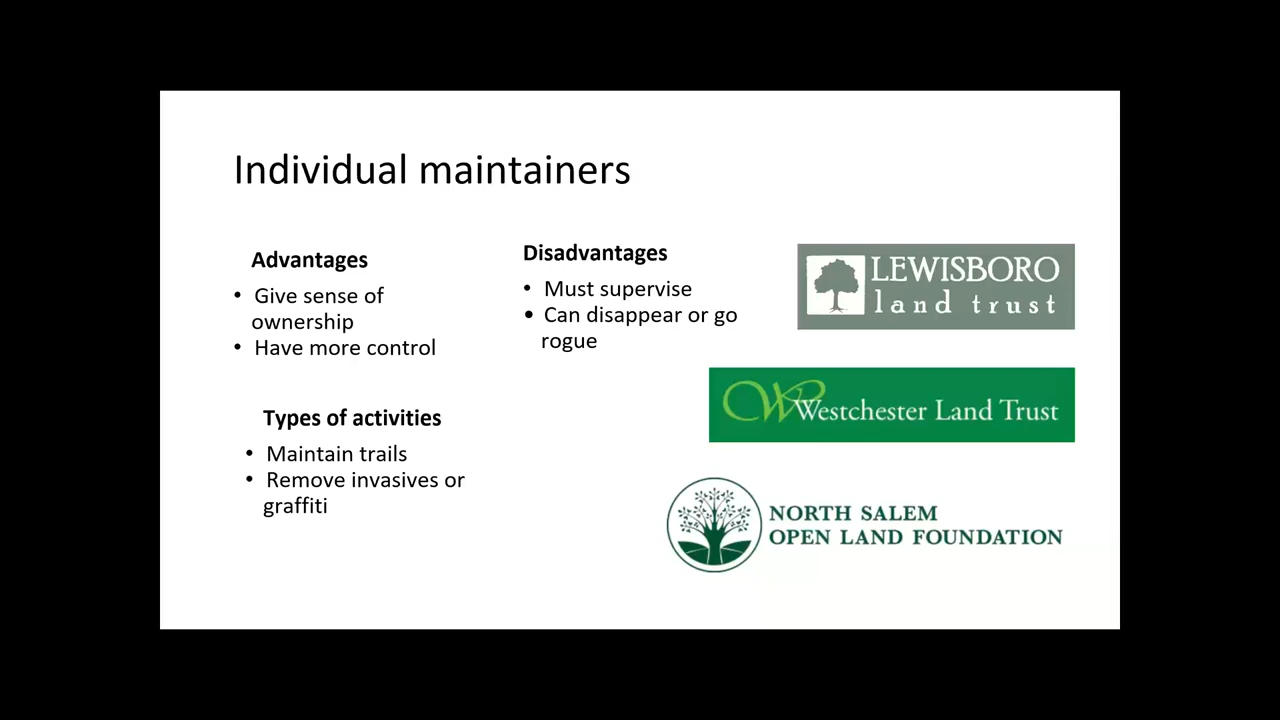 Individual maintainers
Advantages
• Give sense of
ownership
• Have more control
Types of activities
• Maintain trails
• Remove invasives or
graffiti
Disadvantages
• Must supervise
• Can disappear or go
rogue
LEWISBORO
land trust
Westchester Land Trust
NORTH SALEM
OPEN LAND FOUNDATION